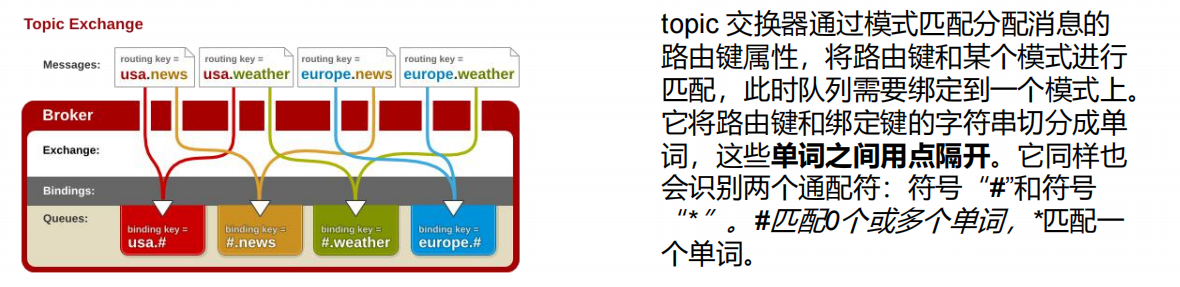 Topic Exchange
Messages:
routing key =
usa.news
routing key =
usa.weather
routing key =
europe.news
routing key =
europe.weather
Broker
Exchange:
Bindings:
Queues:
binding key =
usa.#
binding key =
#.news
binding key =
#.weather
binding key =
europe.#
topic 交换器通过模式匹配分配消息的
路由键属性，将路由键和某个模式进行
匹配，此时队列需要绑定到一个模式上。
它将路由键和绑定键的字符串切分成单
词，这些单词之间用点隔开。它同样也
会识别两个通配符：符号“#”和符号
“*”。#匹配0个或多个单词，*匹配一
个单词。